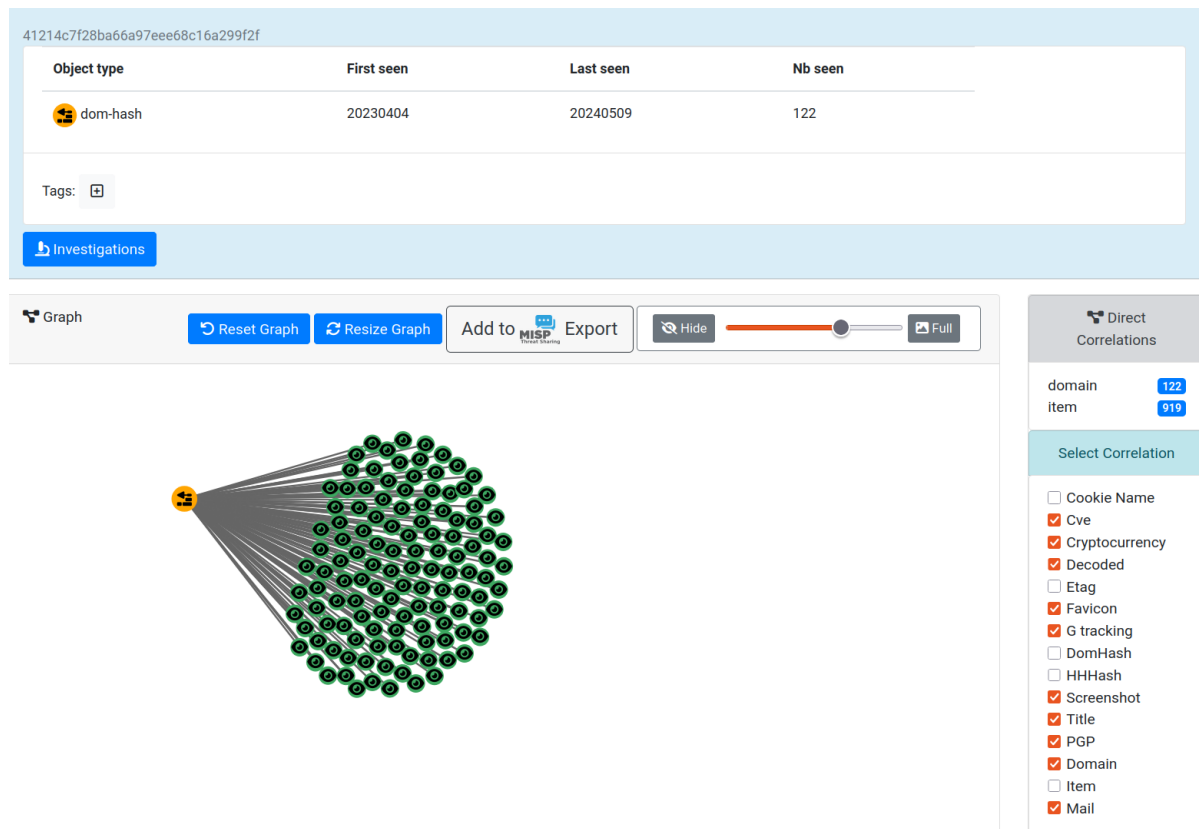 41214c7f28ba66a97eee68c16a299f2f
Object type First seen Last seen Nb seen
dom-hash 20230404 20240509 122
Tags:
Investigations
Graph
Reset Graph
Resize Graph
Add to MISP Threat Sharing Export
Hide
Full
Direct
Correlations
domain 122
item 919
Select Correlation
Cookie Name
Cve
Cryptocurrency
Decoded
Etag
Favicon
G tracking
DomHash
HHHash
Screenshot
Title
PGP
Domain
Item
Mail